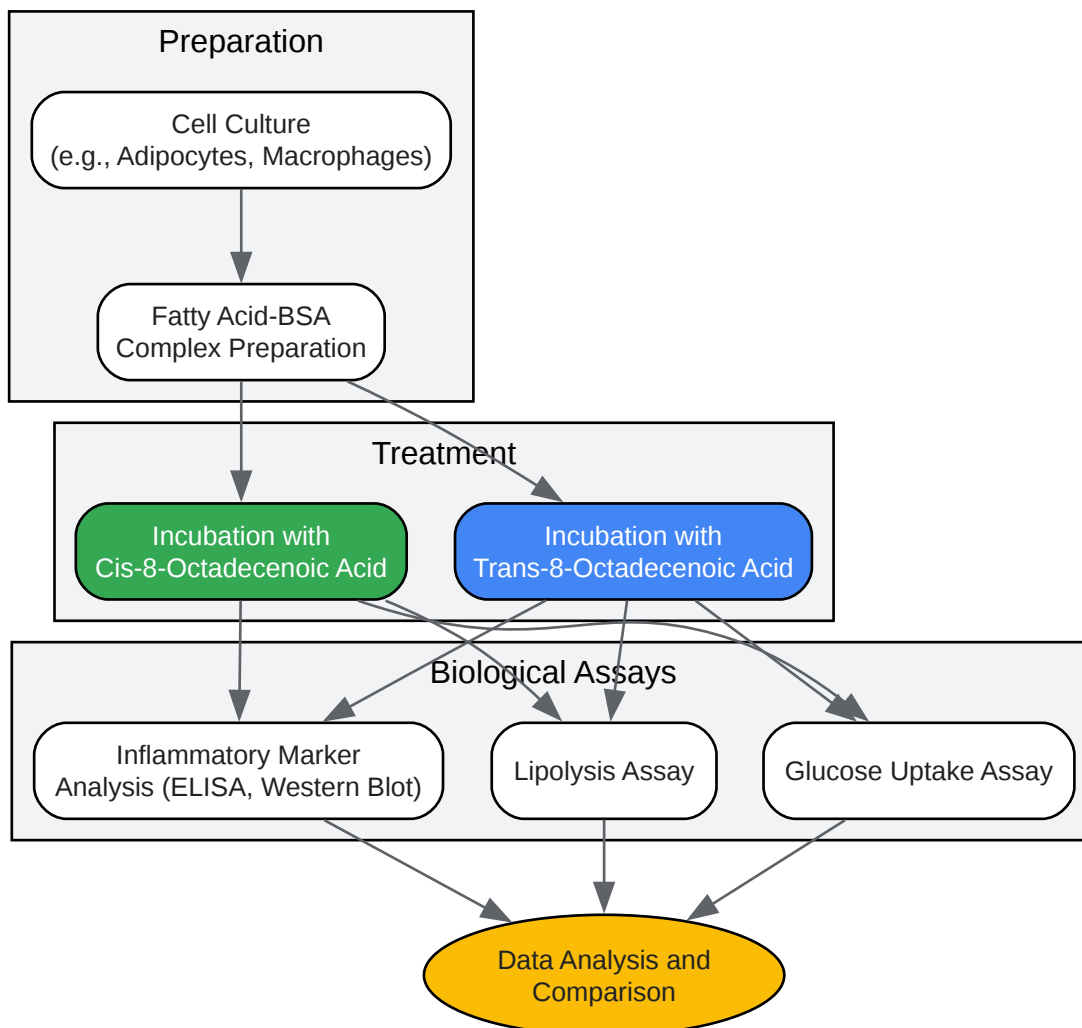 Preparation
Cell Culture
(e.g., Adipocytes, Macrophages)
Fatty Acid-BSA
Complex Preparation
Treatment
Incubation with
Cis-8-Octadecenoic Acid
Incubation with
Trans-8-Octadecenoic Acid
Biological Assays
Inflammatory Marker
Analysis (ELISA, Western Blot)
Lipolysis Assay
Glucose Uptake Assay
Data Analysis and
Comparison